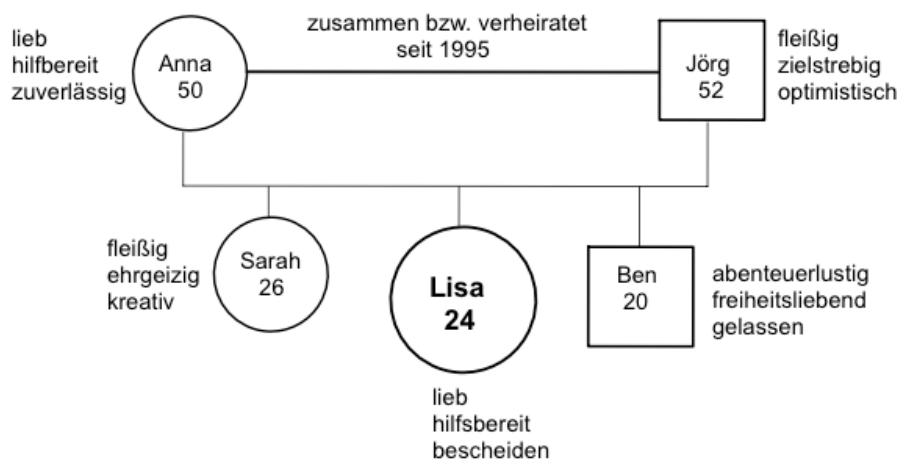 lieb
hilfbereit
zuverlässig
Anna
50
zusammen bzw. verheiratet
seit 1995
Jörg
52
fleißig
zielstrebig
optimistisch
fleißig
ehrgeizig
kreativ
Sarah
26
Lisa
24
lieb
hilfsbereit
bescheiden
Ben
20
abenteuerlustig
freiheitsliebend
gelassen